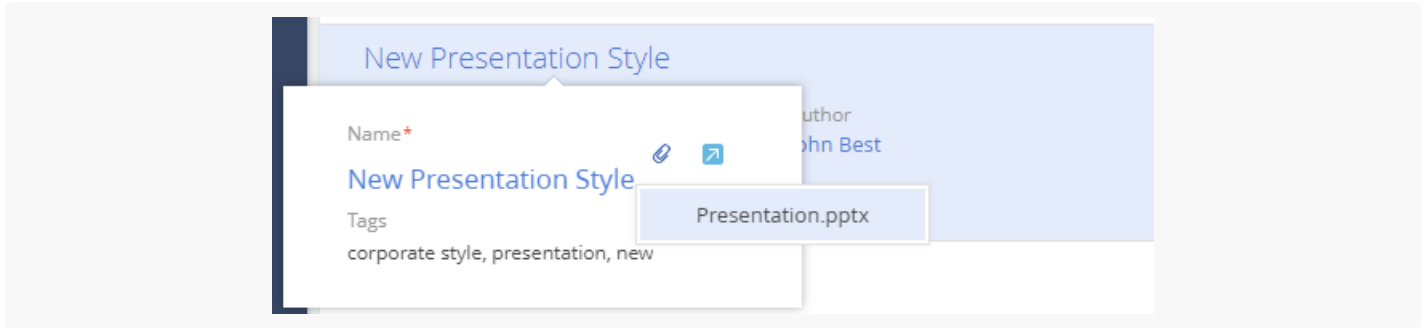 New Presentation Style
uthor
ohn Best
Name*
New Presentation Style
Presentation.pptx
Tags
corporate style, presentation, new